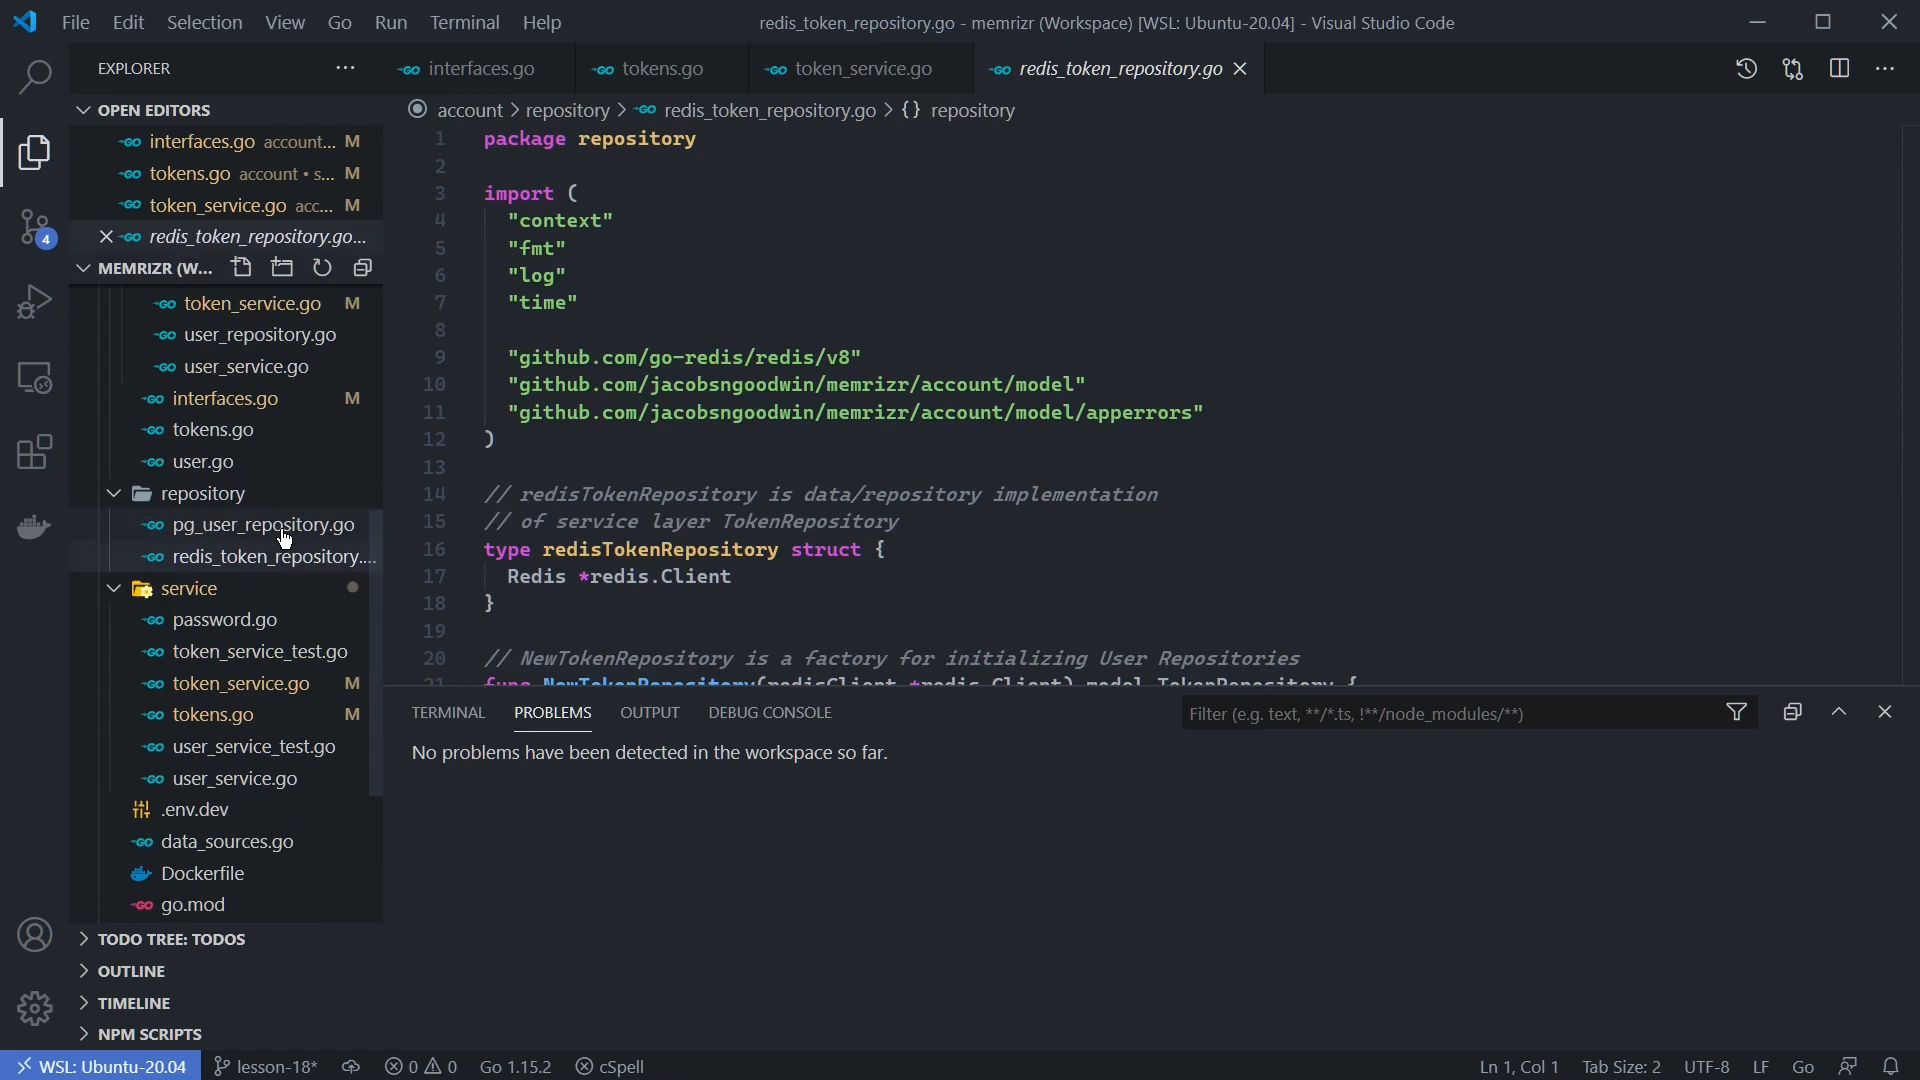 File Edit Selection View Go Run Terminal Help
redis_token_repository.go - memrizr (Workspace) [WSL: Ubuntu-20.04] - Visual Studio Code
EXPLORER
interfaces.go
tokens.go
token_service.go
redis_token_repository.go
OPEN EDITORS
interfaces.go account... M
tokens.go account • s... M
token_service.go acc... M
redis_token_repository.go...
MEMRIZR (W...
token_service.go M
user_repository.go
user_service.go
interfaces.go M
tokens.go
user.go
repository
pg_user_repository.go
redis_token_repository....
service
password.go
token_service_test.go
token_service.go M
tokens.go M
user_service_test.go
user_service.go
.env.dev
data_sources.go
Dockerfile
go.mod
TODO TREE: TODOS
OUTLINE
TIMELINE
NPM SCRIPTS
4
account > repository > redis_token_repository.go > {} repository
1 package repository
2
3 import (
4 "context"
5 "fmt"
6 "log"
7 "time"
8
9 "github.com/go-redis/redis/v8"
10 "github.com/jacobsngoodwin/memrizr/account/model"
11 "github.com/jacobsngoodwin/memrizr/account/model/apperrors"
12 )
13
14 // redisTokenRepository is data/repository implementation
15 // of service layer TokenRepository
16 type redisTokenRepository struct {
17 Redis *redis.Client
18 }
19
20 // NewTokenRepository is a factory for initializing User Repositories
21 func NewTokenRepository(redisClient *redis.Client) model.TokenRepository {
TERMINAL PROBLEMS OUTPUT DEBUG CONSOLE
Filter (e.g. text, **/*.ts, !**/node_modules/**)
No problems have been detected in the workspace so far.
WSL: Ubuntu-20.04 lesson-18* 0 0 Go 1.15.2 cSpell
Ln 1, Col 1 Tab Size: 2 UTF-8 LF Go